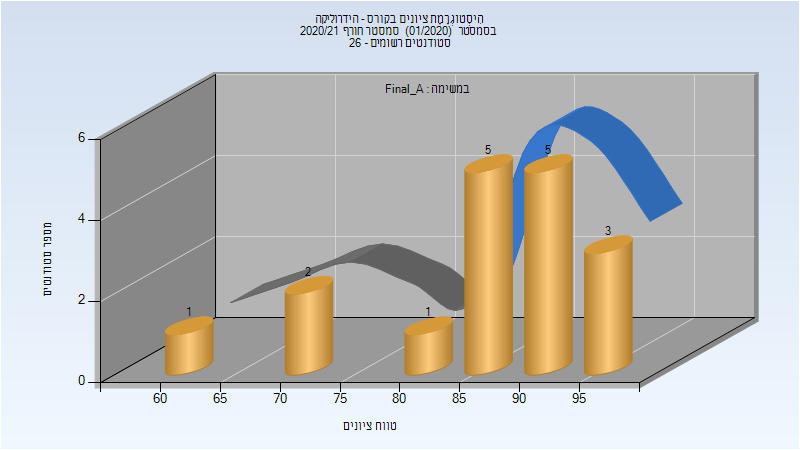 היסטוגרמת ציונים בקורס - הידרוליקה
בסמסטר (01/2020) סמסטר חורף 2020/21
סטודנטים רשומים - 26
במשימה : Final_A
מספר סטודנטים
6
4
2
0
1
2
1
5
5
3
60 65 70 75 80 85 90 95
טווח ציונים